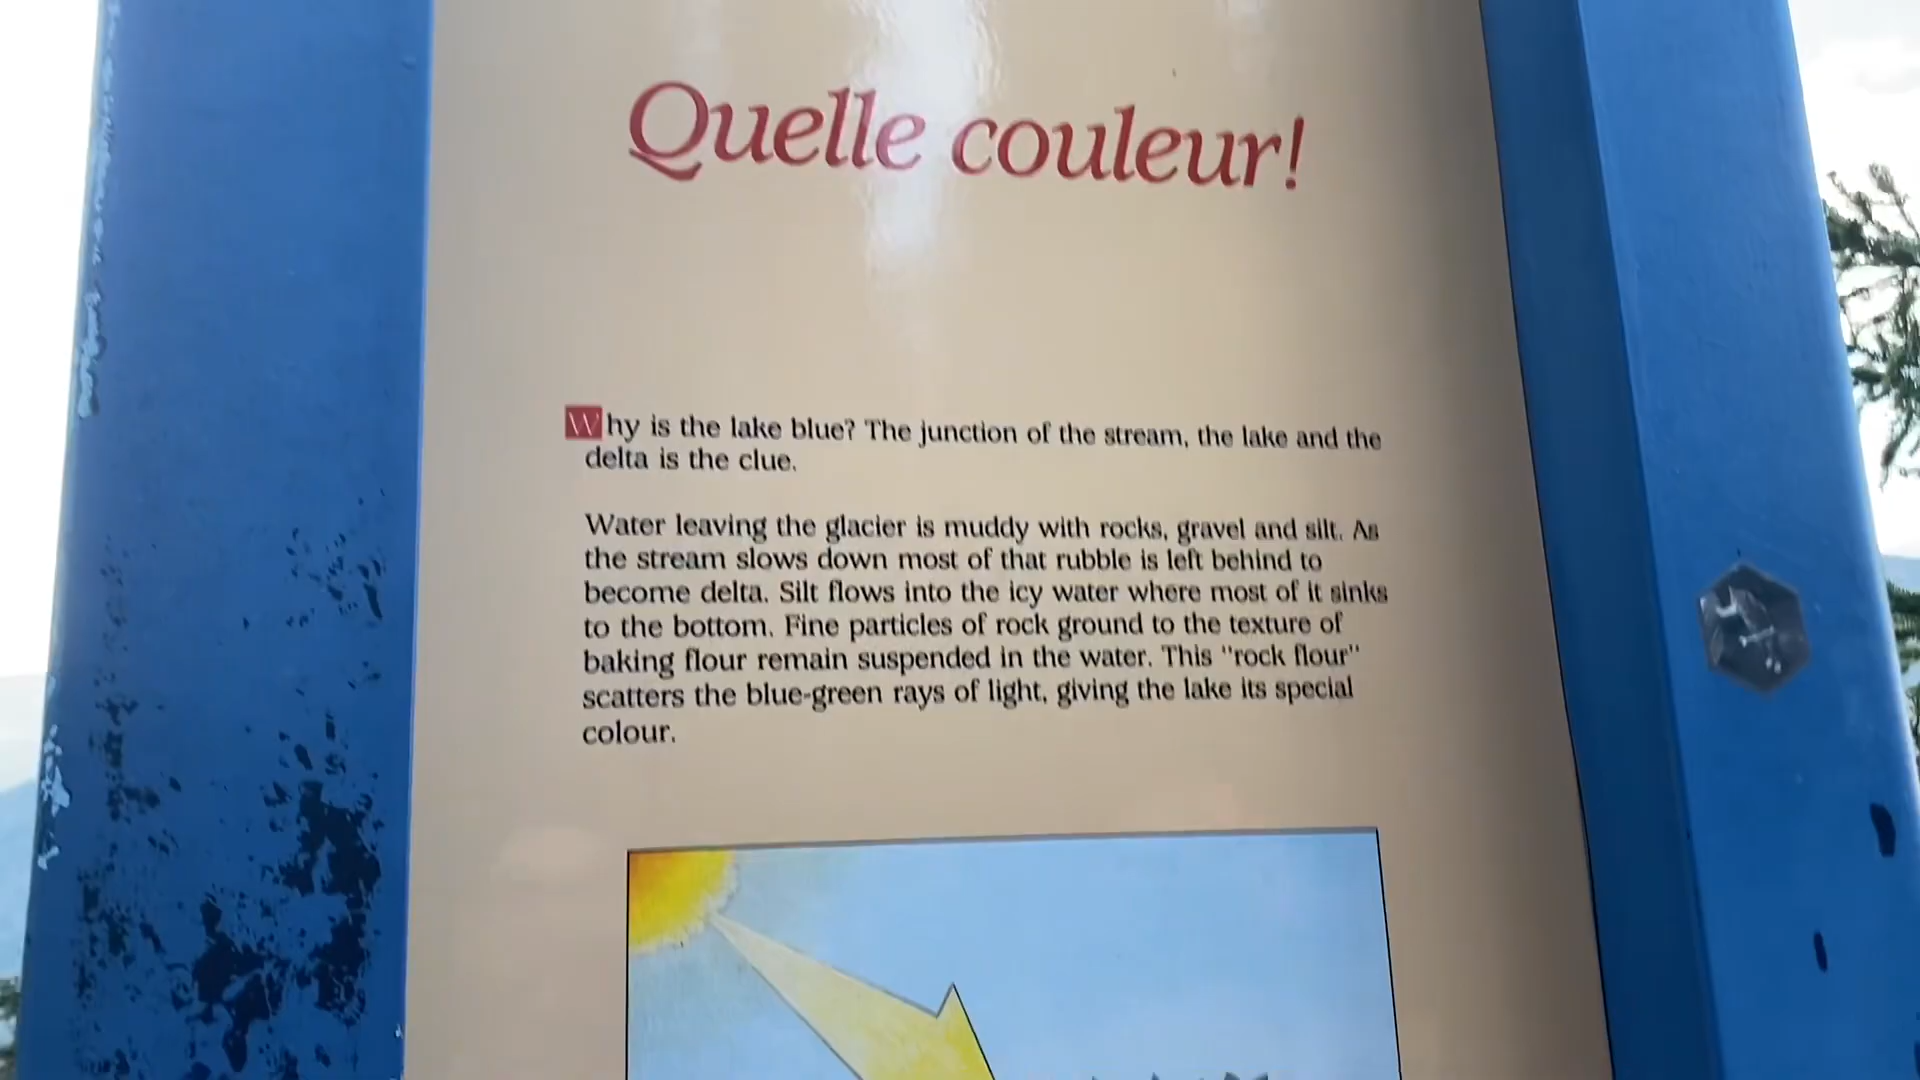 Quelle couleur!
Why is the lake blue? The junction of the stream, the lake and the
delta is the clue.
Water leaving the glacier is muddy with rocks, gravel and silt. As
the stream slows down most of that rubble is left behind to
become delta. Silt flows into the icy water where most of it sinks
to the bottom. Fine particles of rock ground to the texture of
baking flour remain suspended in the water. This "rock flour"
scatters the blue-green rays of light, giving the lake its special
colour.